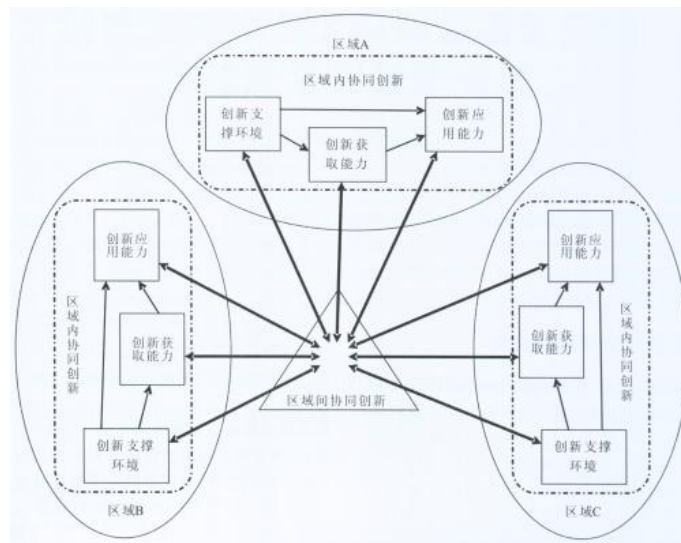 区域A
区域内协同创新
创新支
撑环境
创新获
取能力
创新应
用能力
创新应
用能力
区域内协同创新
创新获
取能力
创新支撑
环境
区域B
区域间协同创新
创新应
用能力
创新获
取能力
区域内协同创新
创新支撑
环境
区域C